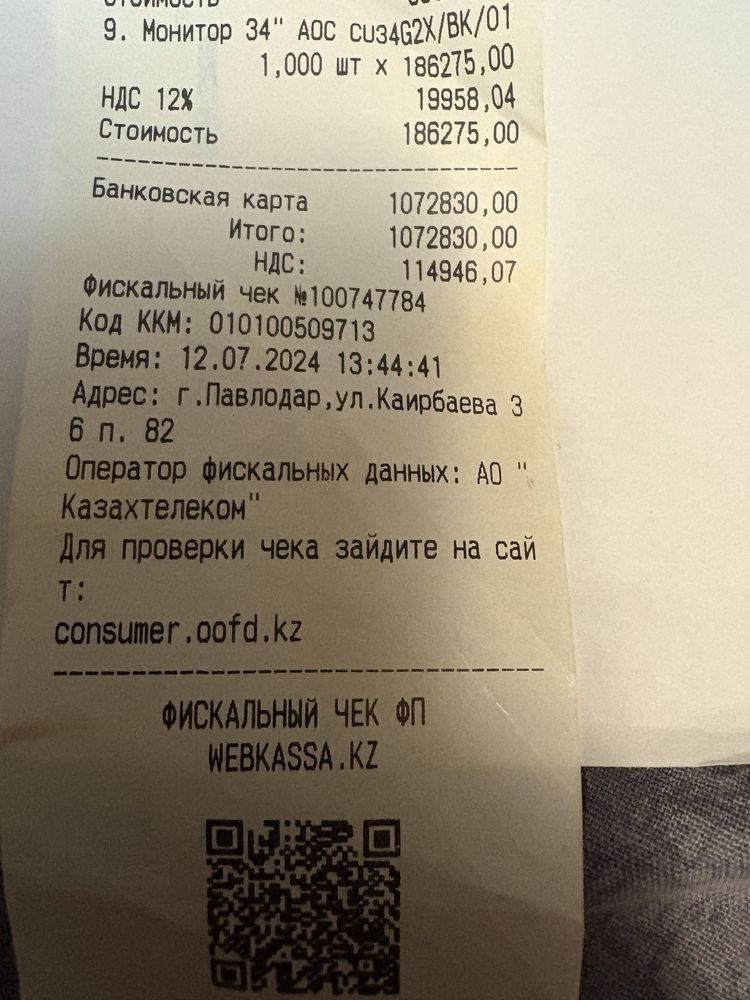 9. Монитор 34" AOC CU34G2X/BK/01
1,000 шт x 186275,00
НДС 12% 19958,04
Стоимость 186275,00
Банковская карта 1072830,00
Итого: 1072830,00
НДС: 114946,07
Фискальный чек №100747784
Код ККМ: 010100509713
Время: 12.07.2024 13:44:41
Адрес: г.Павлодар,ул.Каирбаева 3
6 п. 82
Оператор фискальных данных: АО "
Казахтелеком"
Для проверки чека зайдите на сай
т:
consumer.oofd.kz
ФИСКАЛЬНЫЙ ЧЕК ФП
WEBKASSA.KZ